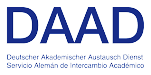 DAAD
Deutscher Akademischer Austausch Dienst
Servicio Alemán de Intercambio Académico